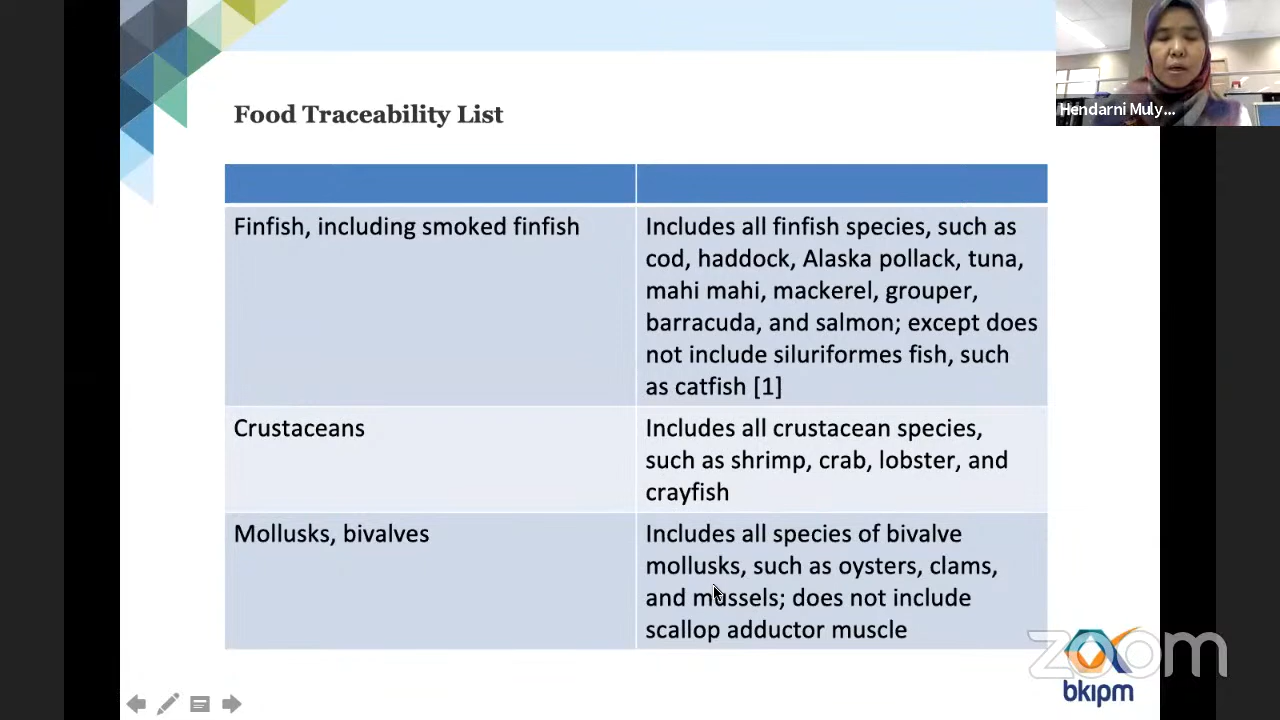 Hendarni Muly...
Food Traceability List
Finfish, including smoked finfish
Includes all finfish species, such as
cod, haddock, Alaska pollack, tuna,
mahi mahi, mackerel, grouper,
barracuda, and salmon; except does
not include siluriformes fish, such
as catfish [1]
Crustaceans
Includes all crustacean species,
such as shrimp, crab, lobster, and
crayfish
Mollusks, bivalves
Includes all species of bivalve
mollusks, such as oysters, clams,
and mussels; does not include
scallop adductor muscle
zoom
bkipm